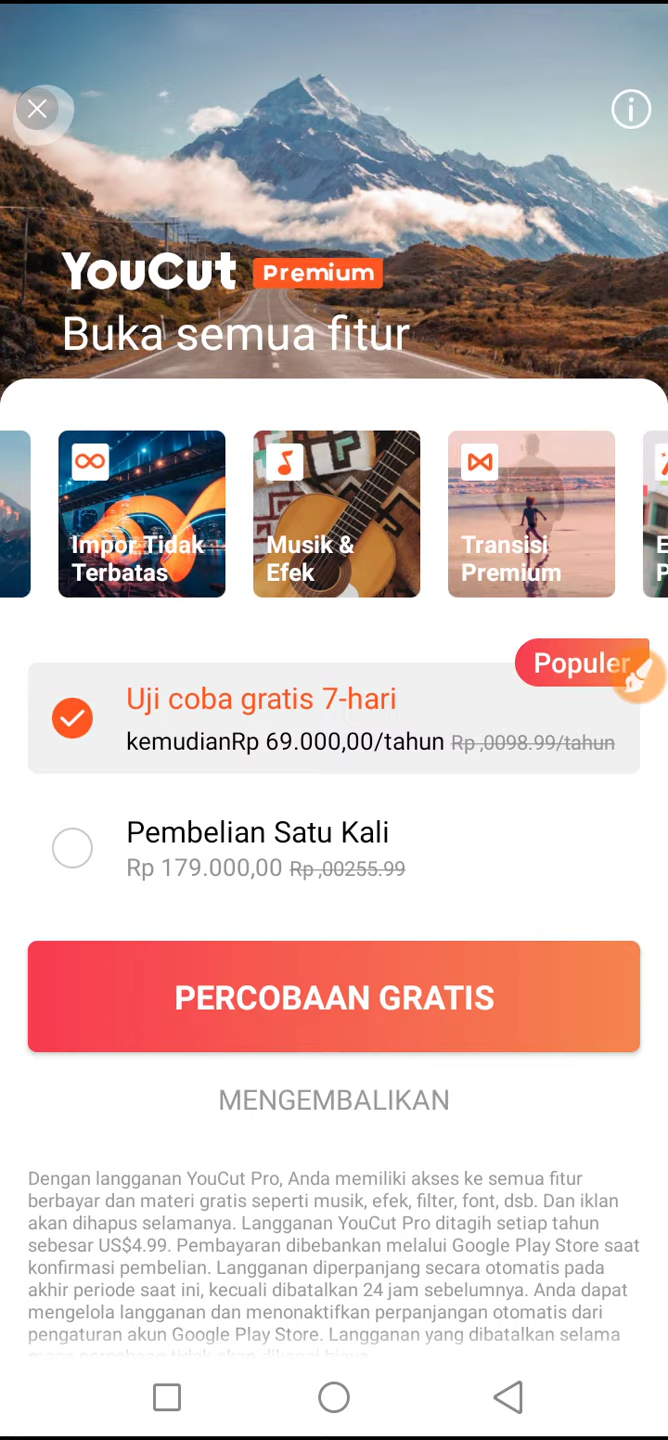 YouCut Premium
Buka semua fitur
Impor Tidak
Terbatas
Musik &
Efek
Transisi
Premium
E
P
Populer
Uji coba gratis 7-hari
kemudianRp 69.000,00/tahun Rp ,0098.99/tahun
Pembelian Satu Kali
Rp 179.000,00 Rp ,00255.99
PERCOBAAN GRATIS
MENGEMBALIKAN
Dengan langganan YouCut Pro, Anda memiliki akses ke semua fitur
berbayar dan materi gratis seperti musik, efek, filter, font, dsb. Dan iklan
akan dihapus selamanya. Langganan YouCut Pro ditagih setiap tahun
sebesar US$4.99. Pembayaran dibebankan melalui Google Play Store saat
konfirmasi pembelian. Langganan diperpanjang secara otomatis pada
akhir periode saat ini, kecuali dibatalkan 24 jam sebelumnya. Anda dapat
mengelola langganan dan menonaktifkan perpanjangan otomatis dari
pengaturan akun Google Play Store. Langganan yang dibatalkan selama